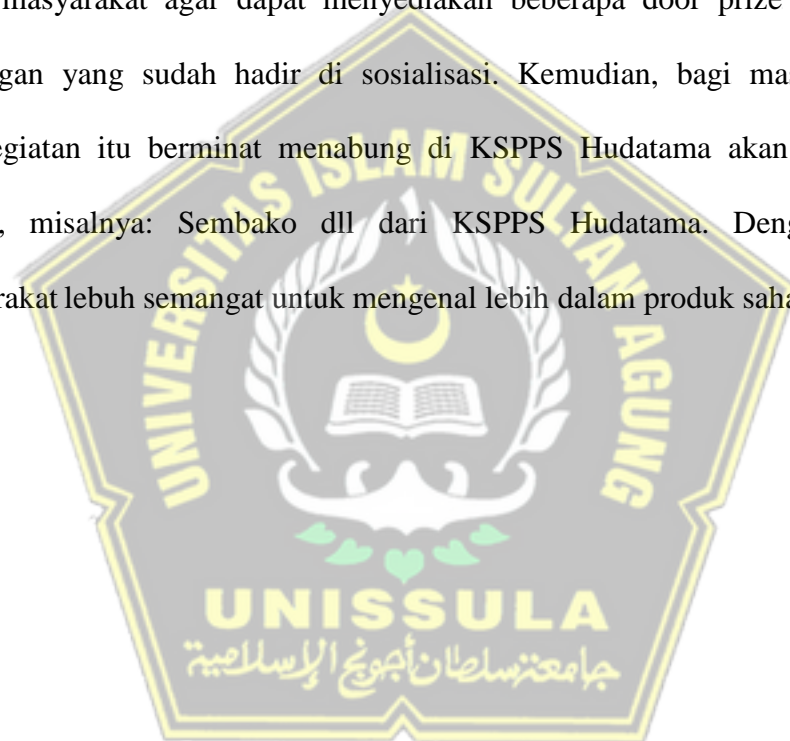 masyarakat agar dapat menyediakan beberapa door prize
gan yang sudah hadir di sosialisasi. Kemudian, bagi mas
egiatan itu berminat menabung di KSPPS Hudatama akan
, misalnya: Sembako dll dari KSPPS Hudatama. Deng
rakat lebuh semangat untuk mengenal lebih dalam produk saha
UNIVERSITAS ISLAM SULTAN AGUNG
UNISSULA
جامعة سلطان أجونج الإسلامية